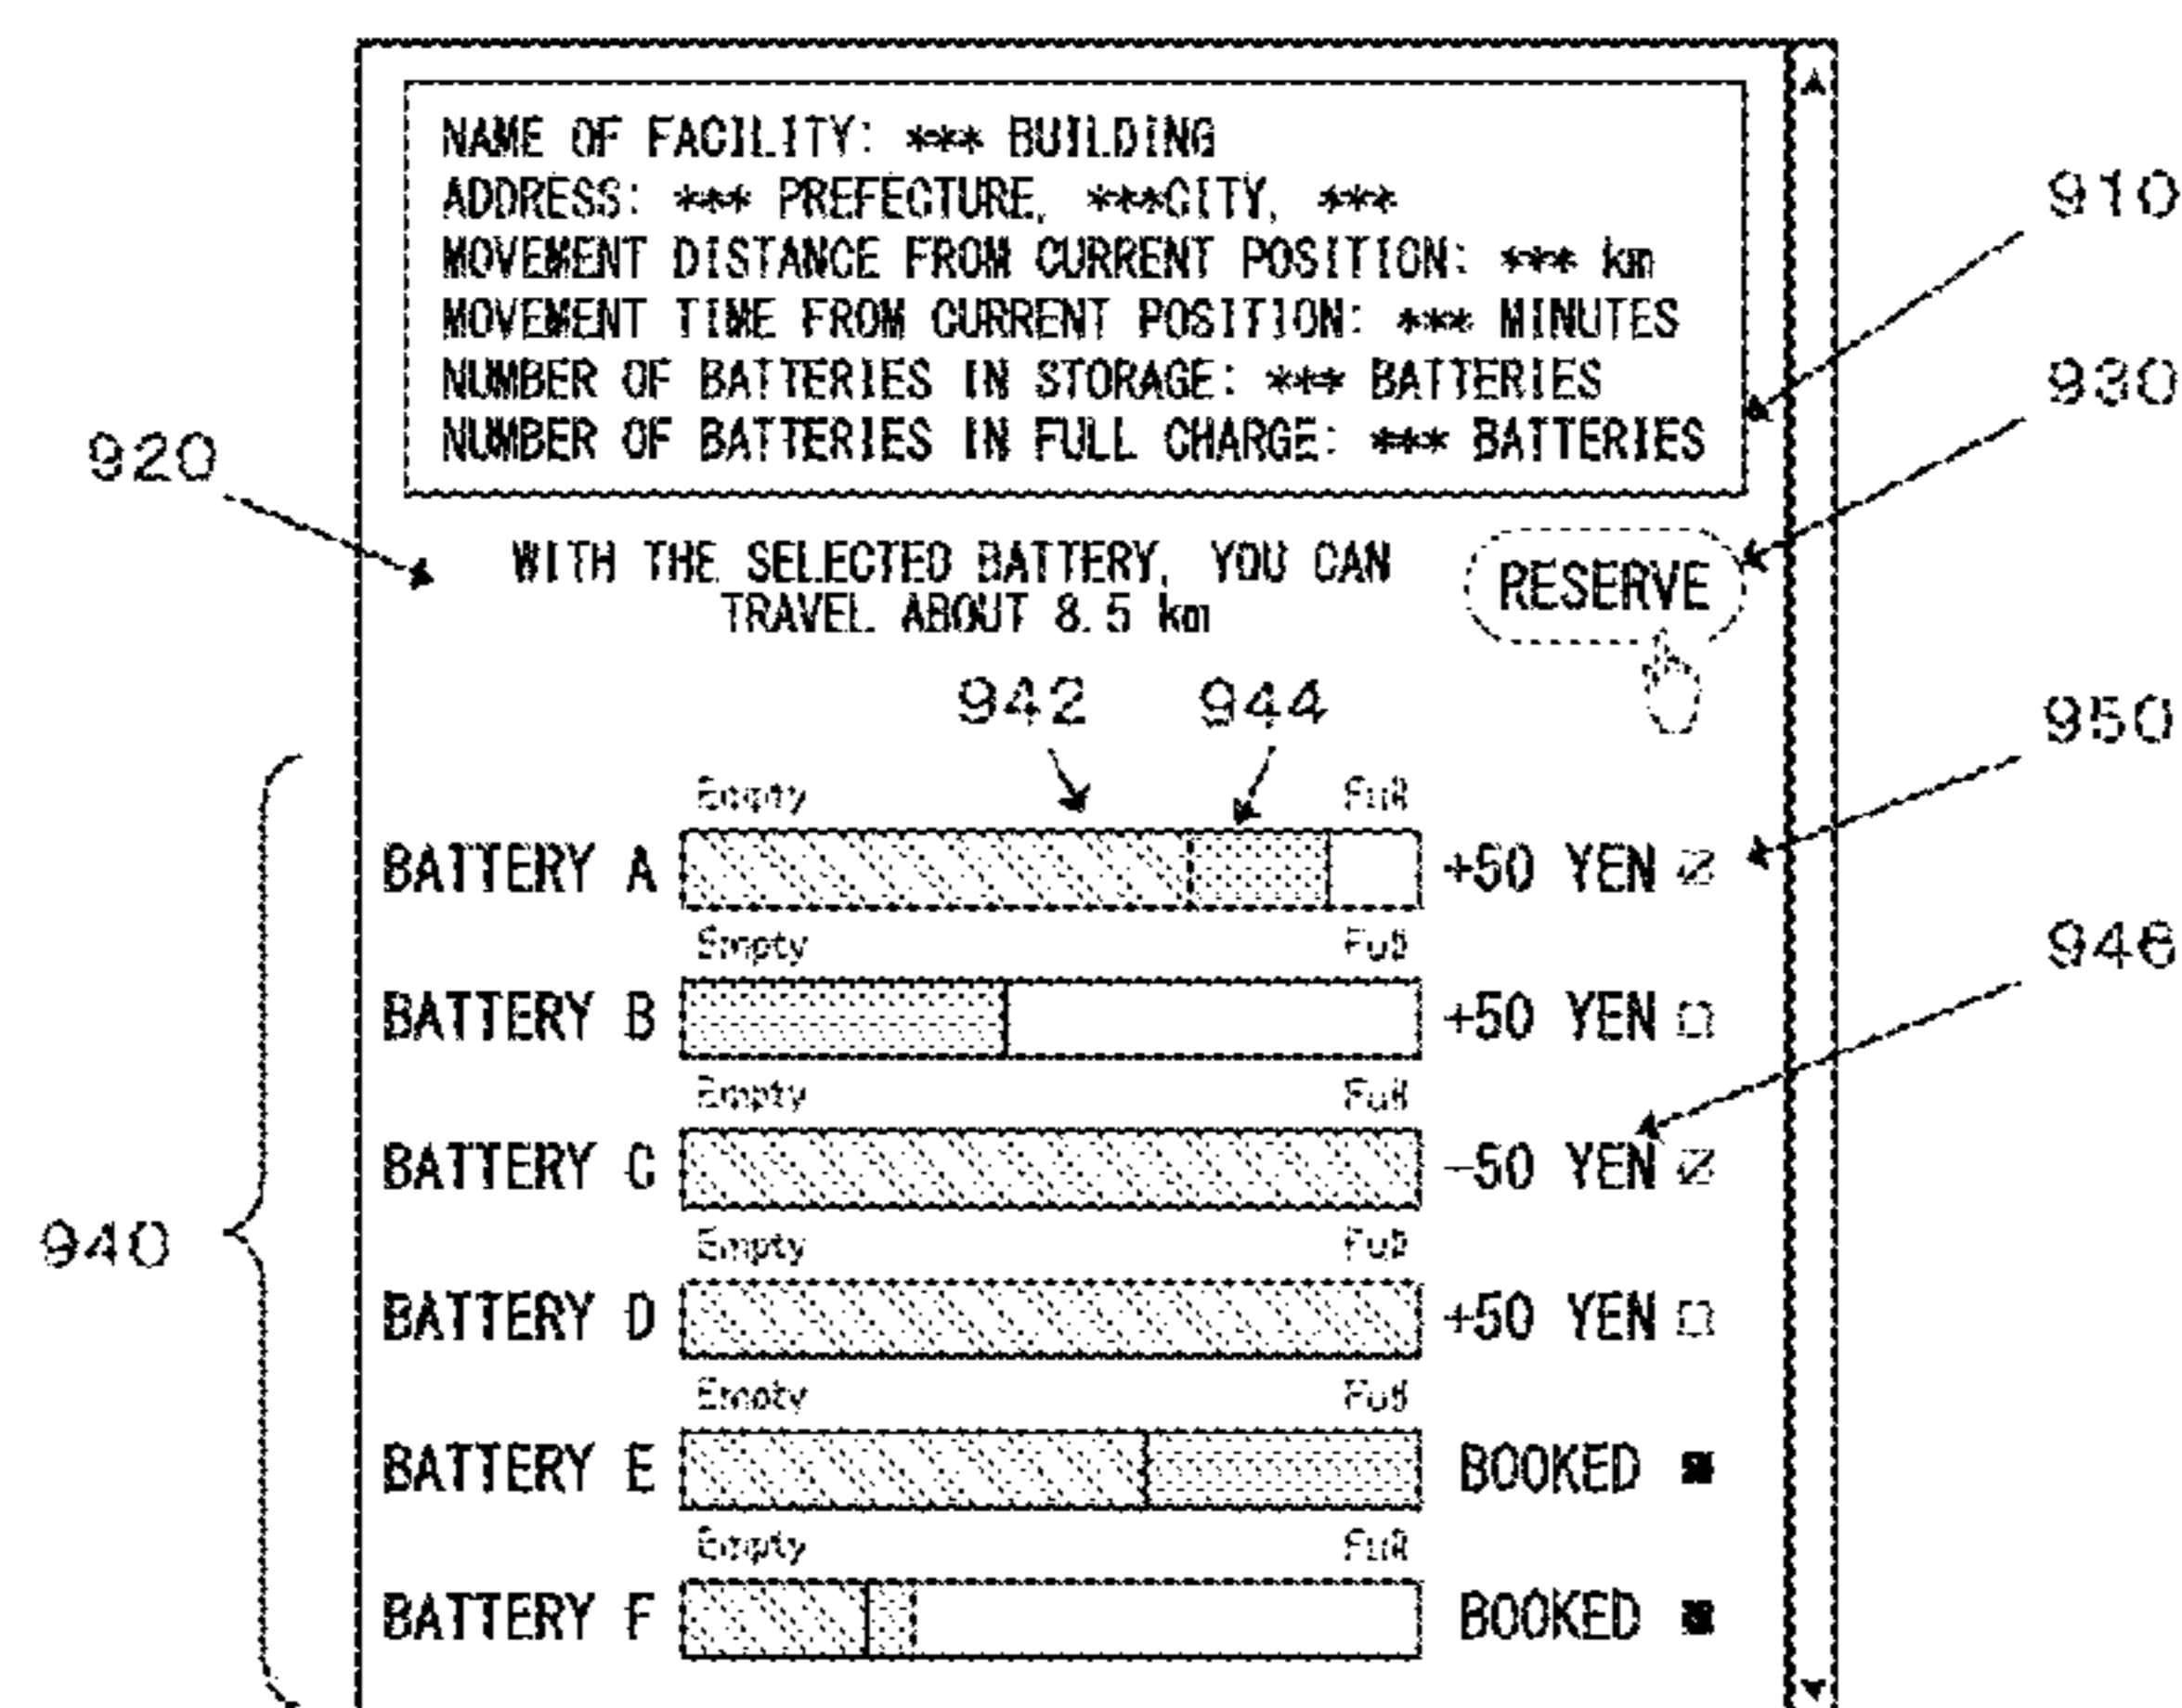 NAME OF FACILITY: *** BUILDING
ADDRESS: *** PREFECTURE, ***CITY, ***
MOVEMENT DISTANCE FROM CURRENT POSITION: *** km
MOVEMENT TIME FROM CURRENT POSITION: *** MINUTES
NUMBER OF BATTERIES IN STORAGE: *** BATTERIES
NUMBER OF BATTERIES IN FULL CHARGE: *** BATTERIES
910
930
920
WITH THE SELECTED BATTERY, YOU CAN
TRAVEL ABOUT 8.5 km
RESERVE
942 944
950
Empty Full
BATTERY A +50 YEN
946
Empty Full
BATTERY B +50 YEN
Empty Full
BATTERY C -50 YEN
940
Empty Full
BATTERY D +50 YEN
Empty Full
BATTERY E BOOKED
Empty Full
BATTERY F BOOKED